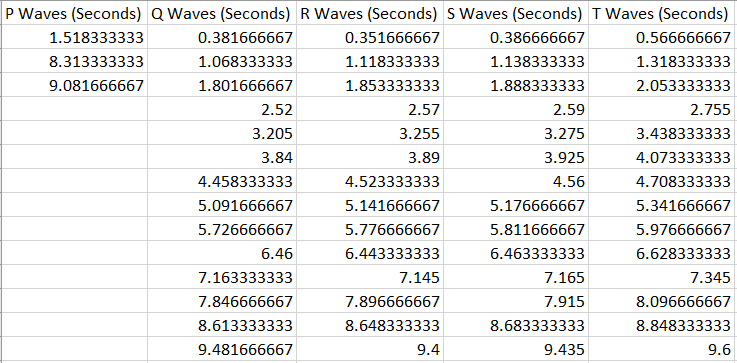 P Waves (Seconds) Q Waves (Seconds) R Waves (Seconds) S Waves (Seconds) T Waves (Seconds)
1.518333333 0.381666667 0.351666667 0.386666667 0.566666667
8.313333333 1.068333333 1.118333333 1.138333333 1.318333333
9.081666667 1.801666667 1.853333333 1.888333333 2.053333333
2.52 2.57 2.59 2.755
3.205 3.255 3.275 3.438333333
3.84 3.89 3.925 4.073333333
4.458333333 4.523333333 4.56 4.708333333
5.091666667 5.141666667 5.176666667 5.341666667
5.726666667 5.776666667 5.811666667 5.976666667
6.46 6.443333333 6.463333333 6.628333333
7.163333333 7.145 7.165 7.345
7.846666667 7.896666667 7.915 8.096666667
8.613333333 8.648333333 8.683333333 8.848333333
9.481666667 9.4 9.435 9.6